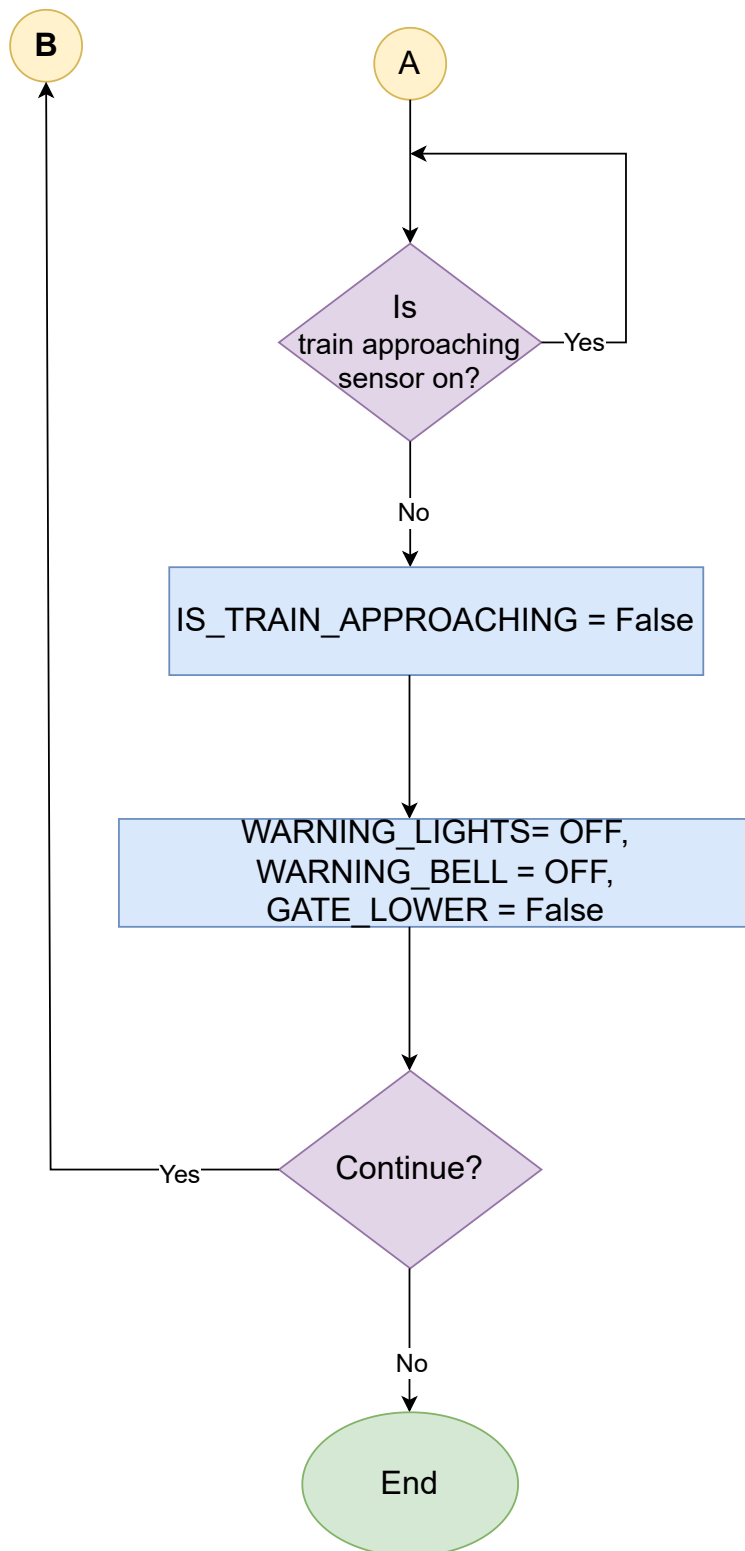 B
A
Is
train approaching
sensor on?
Yes
No
IS_TRAIN_APPROACHING = False
WARNING_LIGHTS= OFF,
WARNING_BELL = OFF,
GATE_LOWER = False
Continue?
Yes
No
End